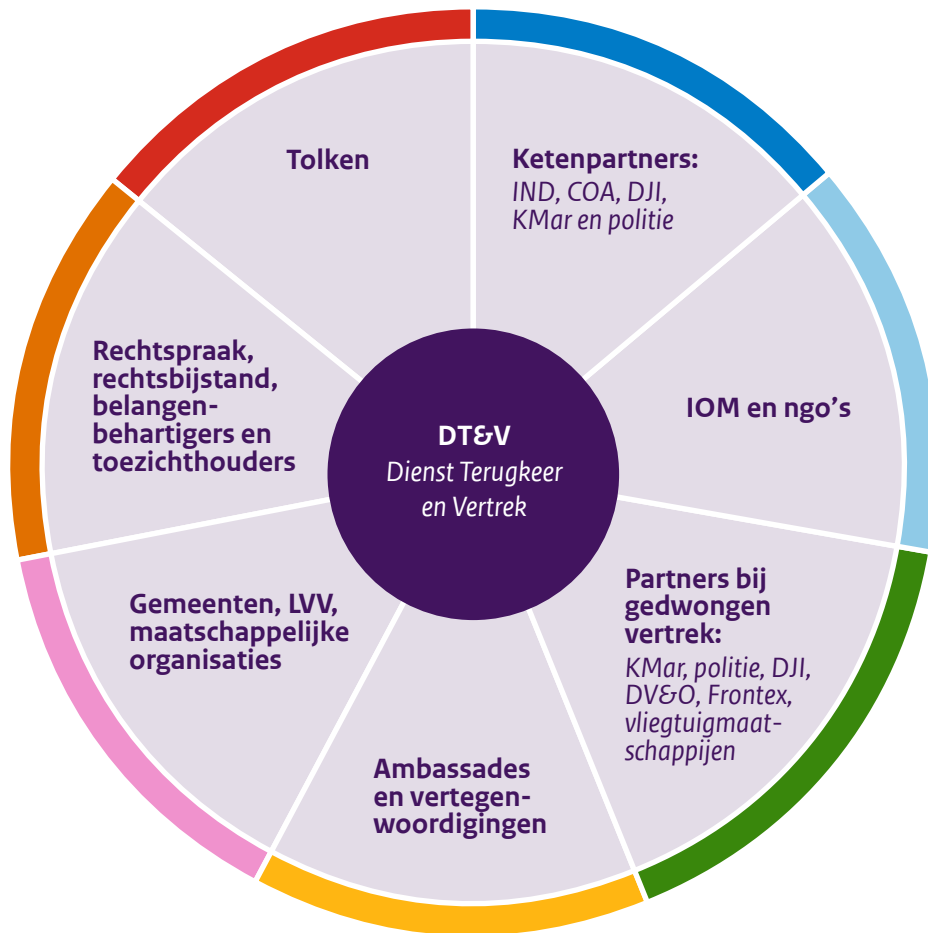 Tolken
Ketenpartners:
IND, COA, DJI,
KMar en politie
IOM en ngo's
Partners bij
gedwongen
vertrek:
KMar, politie, DJI,
DV&O, Frontex,
vliegtuigmaat-
schappijen
Ambassades
en vertegen-
woordigingen
Gemeenten, LVV,
maatschappelijke
organisaties
Rechtspraak,
rechtsbijstand,
belangen-
behartigers en
toezichthouders
DT&V
Dienst Terugkeer
en Vertrek